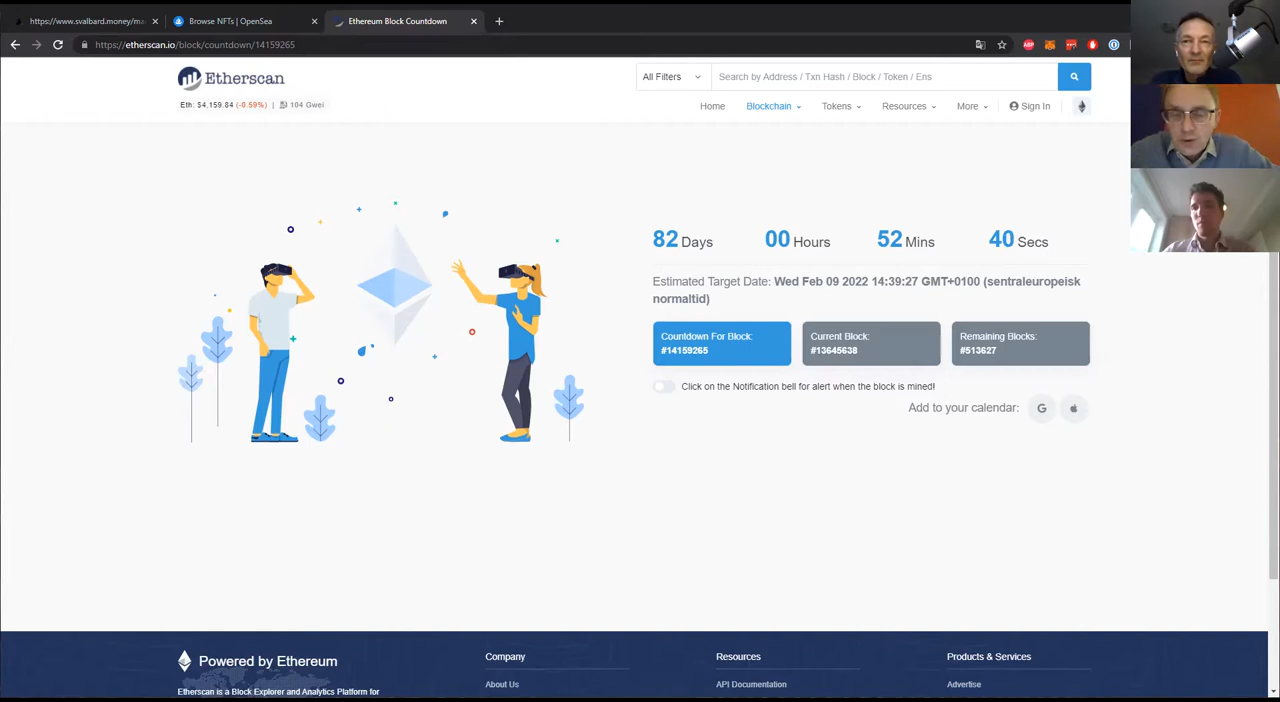 https://www.svalbard.money/ma
Browse NFTs | OpenSea
Ethereum Block Countdown
https://etherscan.io/block/countdown/14159265
ABP
Etherscan
All Filters
Search by Address / Txn Hash / Block / Token / Ens
Eth: $4,159.84 (-0.59%) | 104 Gwei
Home Blockchain Tokens Resources More Sign In
82 Days 00 Hours 52 Mins 40 Secs
Estimated Target Date: Wed Feb 09 2022 14:39:27 GMT+0100 (sentraleuropeisk
normaltid)
Countdown For Block:
#14159265
Current Block:
#13645638
Remaining Blocks:
#513627
Click on the Notification bell for alert when the block is mined!
Add to your calendar: G
Powered by Ethereum
Etherscan is a Block Explorer and Analytics Platform for
Company
About Us
Resources
API Documentation
Products & Services
Advertise